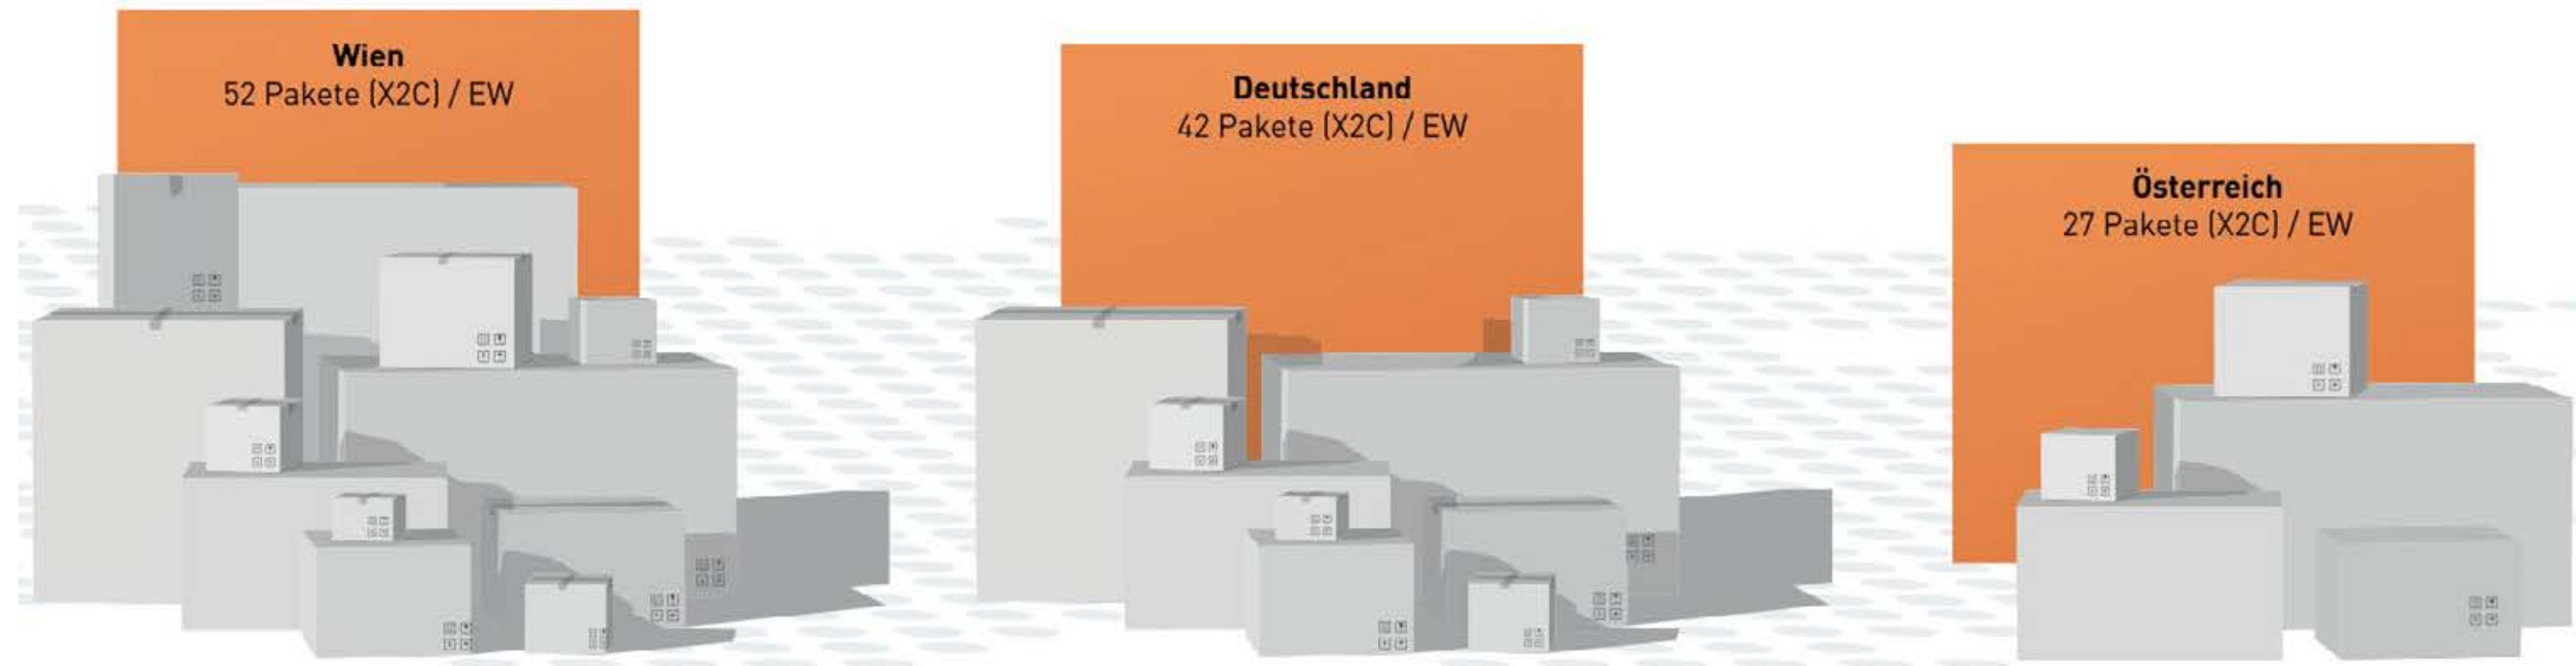 Wien
52 Pakete (X2C) / EW
Deutschland
42 Pakete (X2C) / EW
Österreich
27 Pakete (X2C) / EW